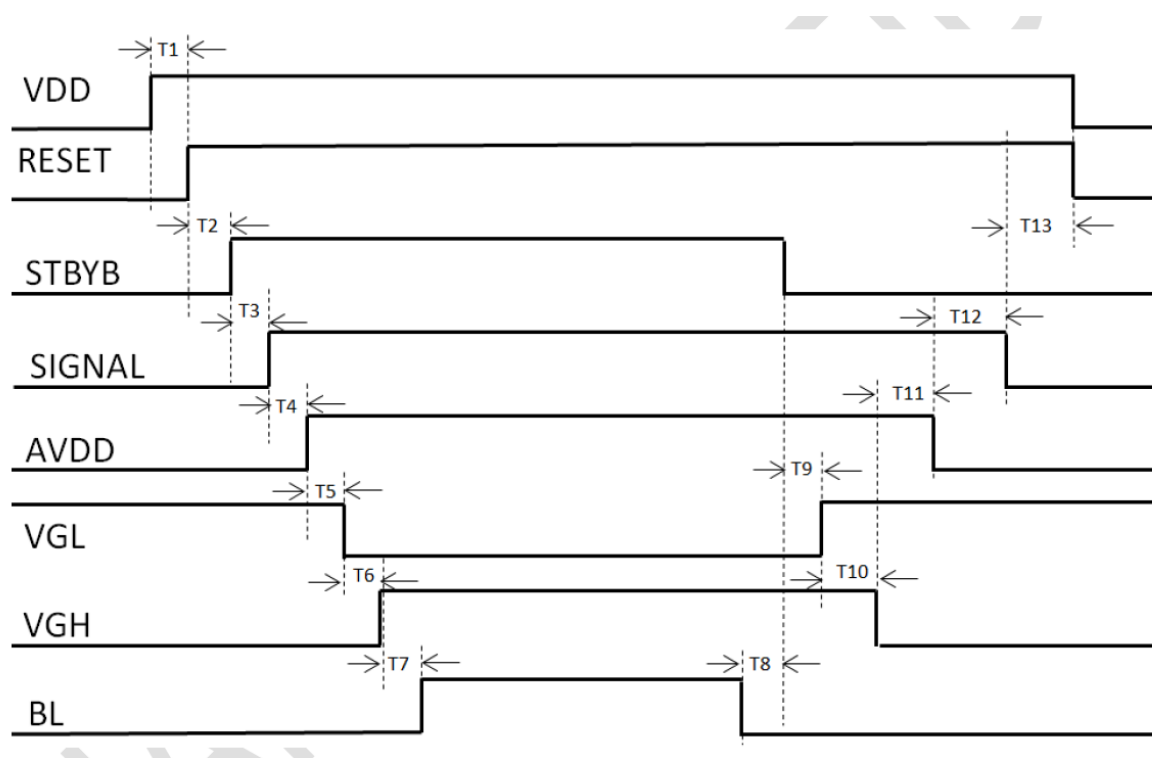 T1
VDD
RESET
T2
T13
STBYB
T3
T12
SIGNAL
T4
T11
AVDD
T5
T9
VGL
T6
T10
VGH
T7
T8
BL